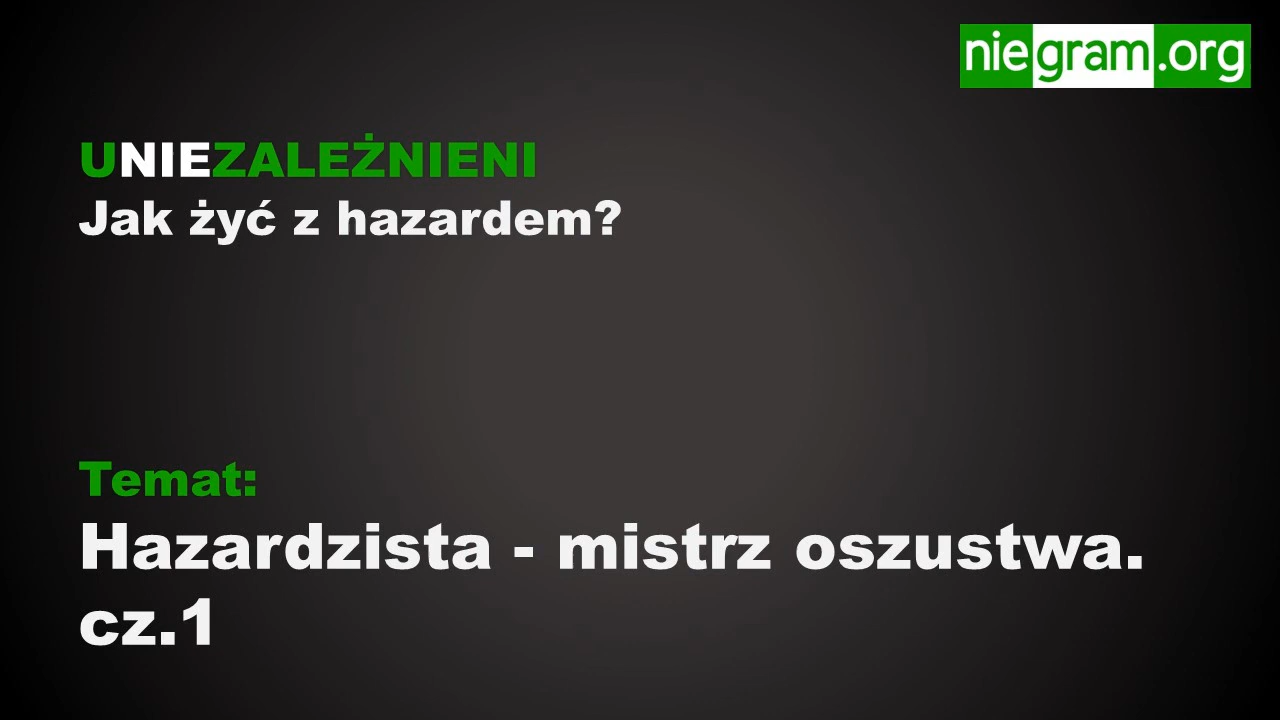 niegram.org
UNIEZALEŻNIENI
Jak żyć z hazardem?
Temat:
Hazardzista - mistrz oszustwa.
cz.1